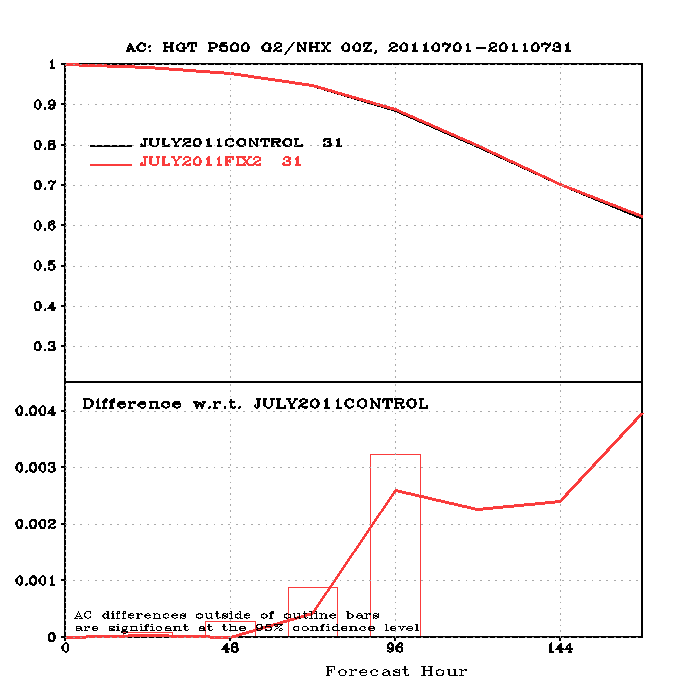 AC: HGT P500 G2/NHX 00Z, 20110701-20110731
1
0.9
0.8
0.7
0.6
0.5
0.4
0.3
JULY2011CONTROL 31
JULY2011FIX2 31
Difference w.r.t. JULY2011CONTROL
0.004
0.003
0.002
0.001
0
AC differences outside of outline bars
are significant at the 95% confidence level
0 48 96 144
Forecast Hour